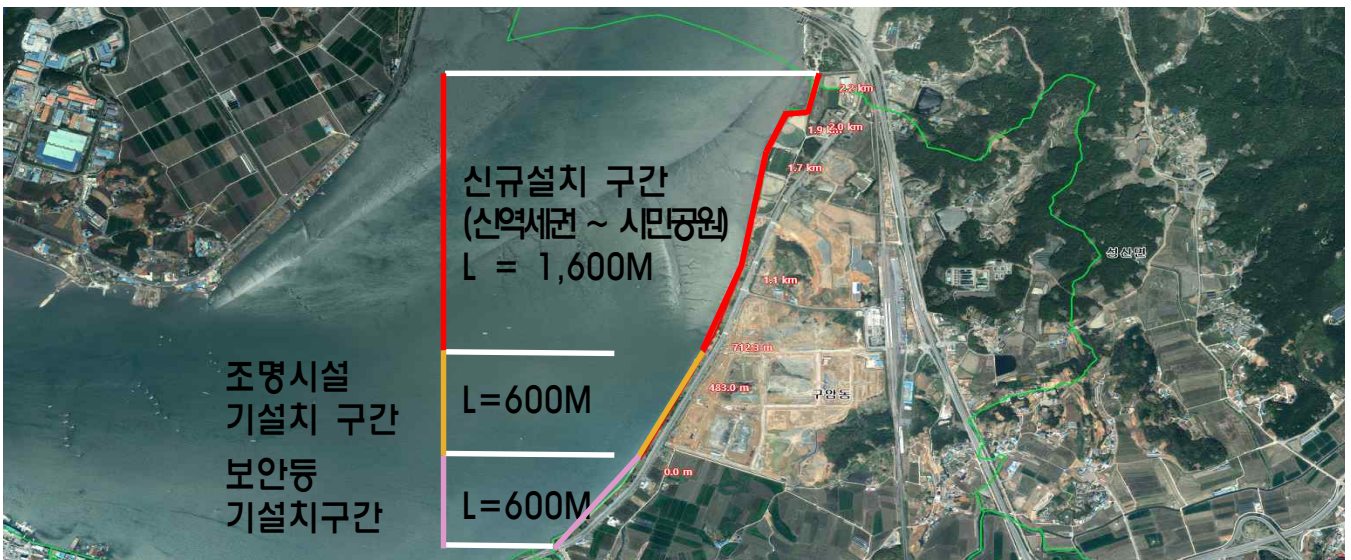 신규설치 구간
(신역세권 ~ 시민공원)
L = 1,600M
조명시설
기설치 구간
L=600M
보안등
기설치구간
L=600M
2.2 km
1.9 km
2.0 km
1.7 km
1.1 km
712.3 m
483.0 m
0.0 m
성산면
구암동